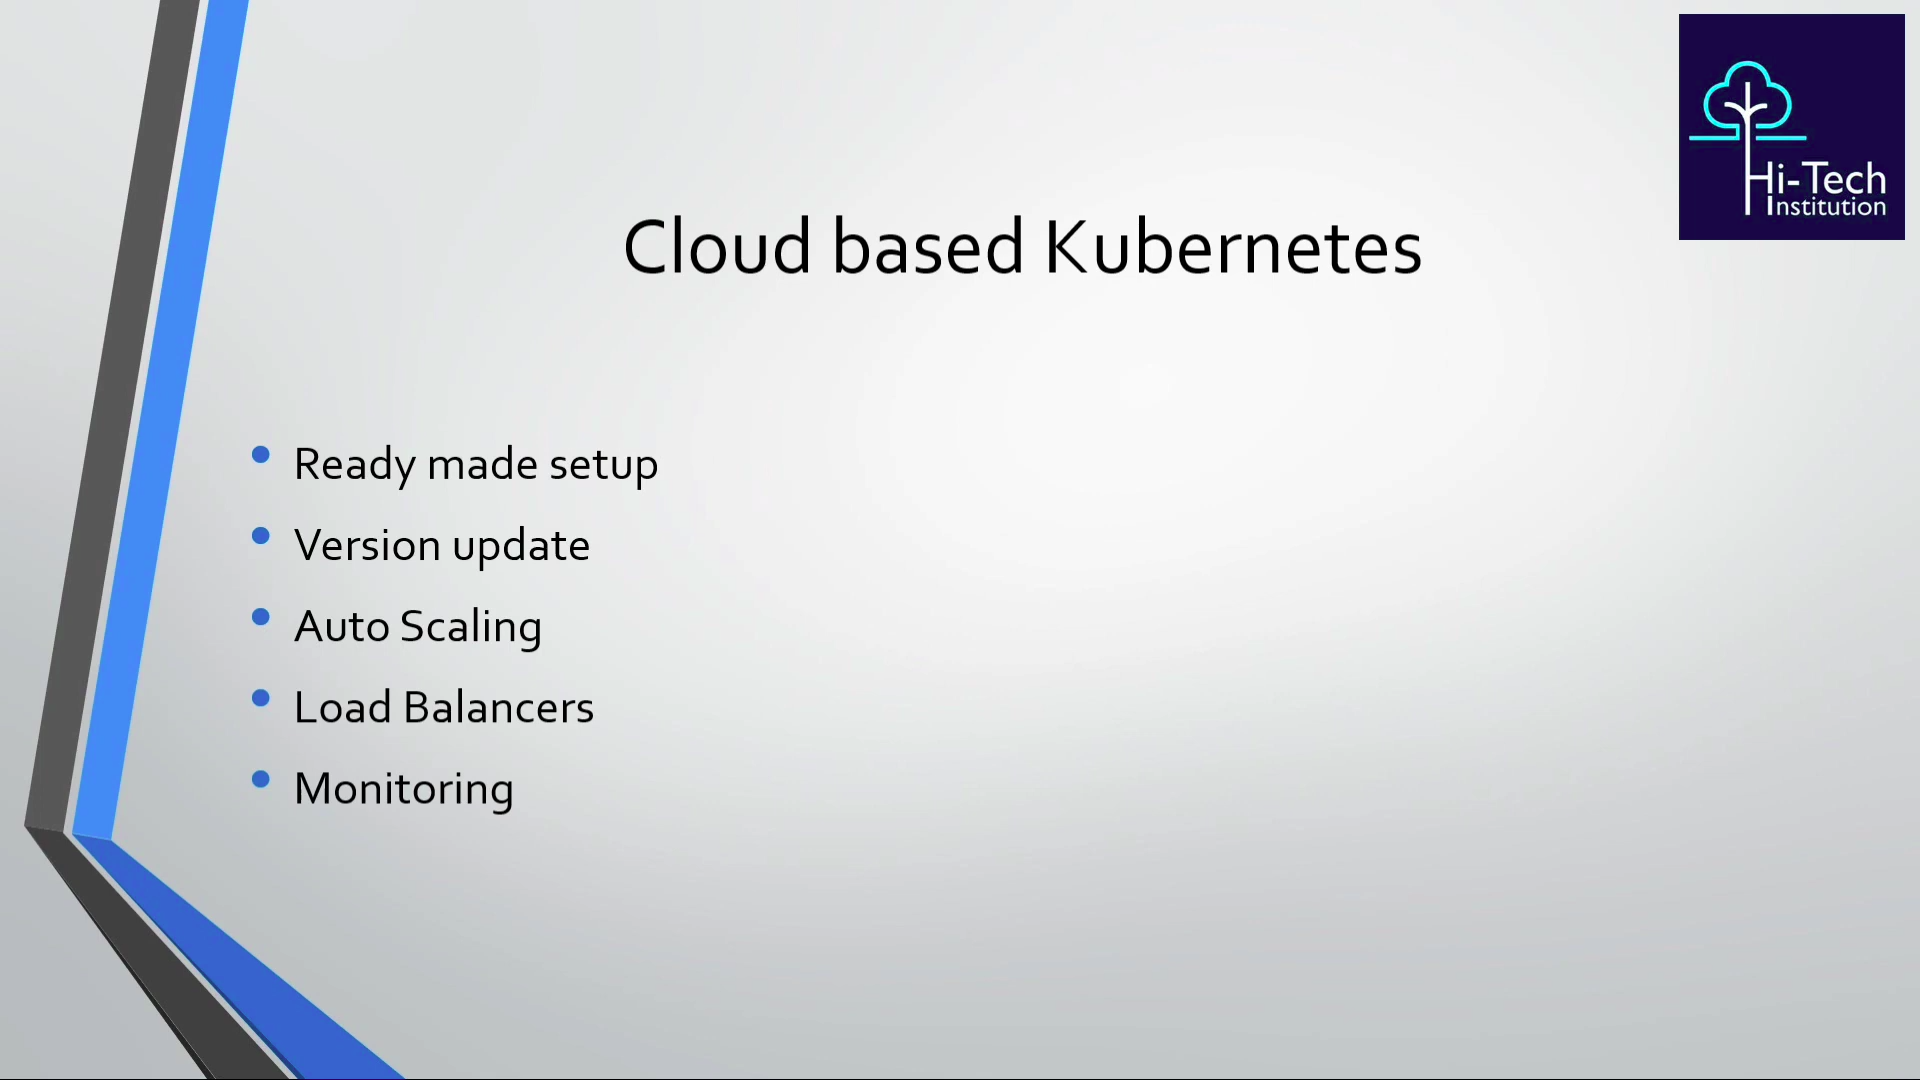 Hi-Tech
Institution
Cloud based Kubernetes
Ready made setup
Version update
Auto Scaling
Load Balancers
Monitoring